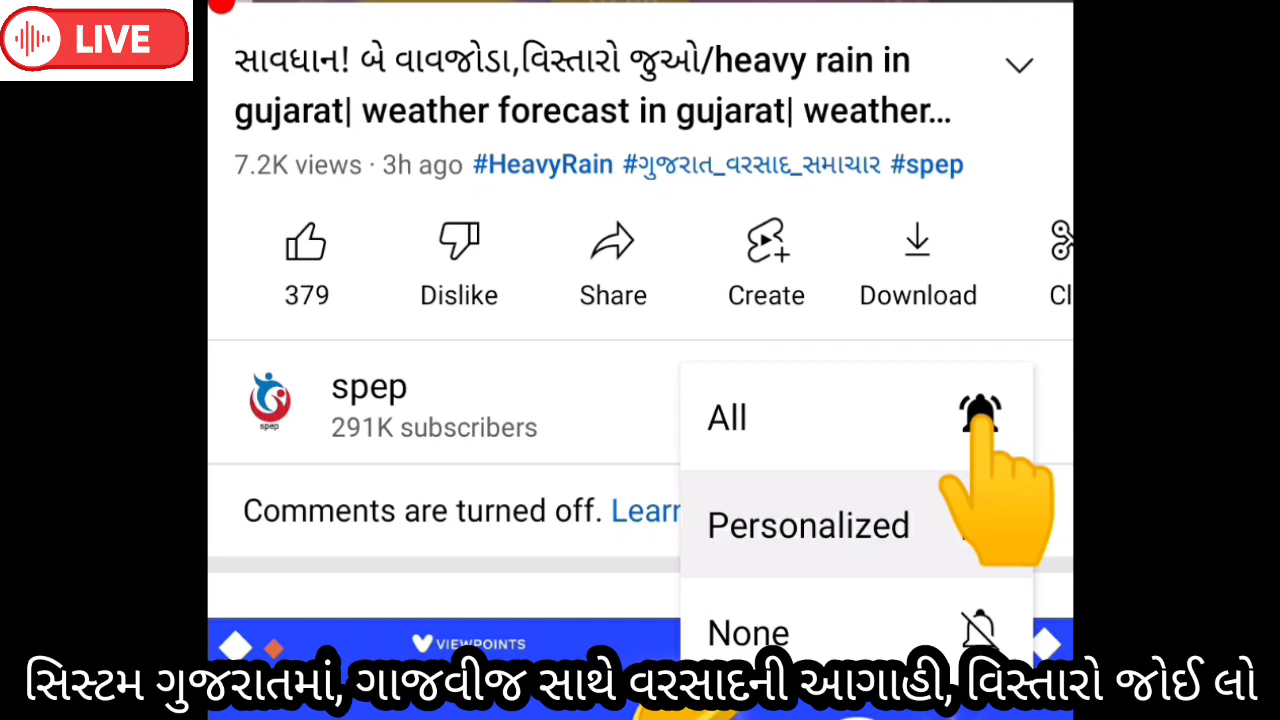 LIVE
સાવધાન! બે વાવજોડા,વિસ્તારો જુઓ/heavy rain in
gujarat| weather forecast in gujarat| weather...
7.2K views · 3h ago #HeavyRain #ગુજરાત_વરસાદ_સમાચાર #spep
379 Dislike Share Create Download Cl
spep
291K subscribers
spep
All
Comments are turned off. Learn
Personalized
None
VIEWPOINTS
સિસ્ટમ ગુજરાતમાં, ગાજવીજ સાથે વરસાદની આગાહી, વિસ્તારો જોઈ લો